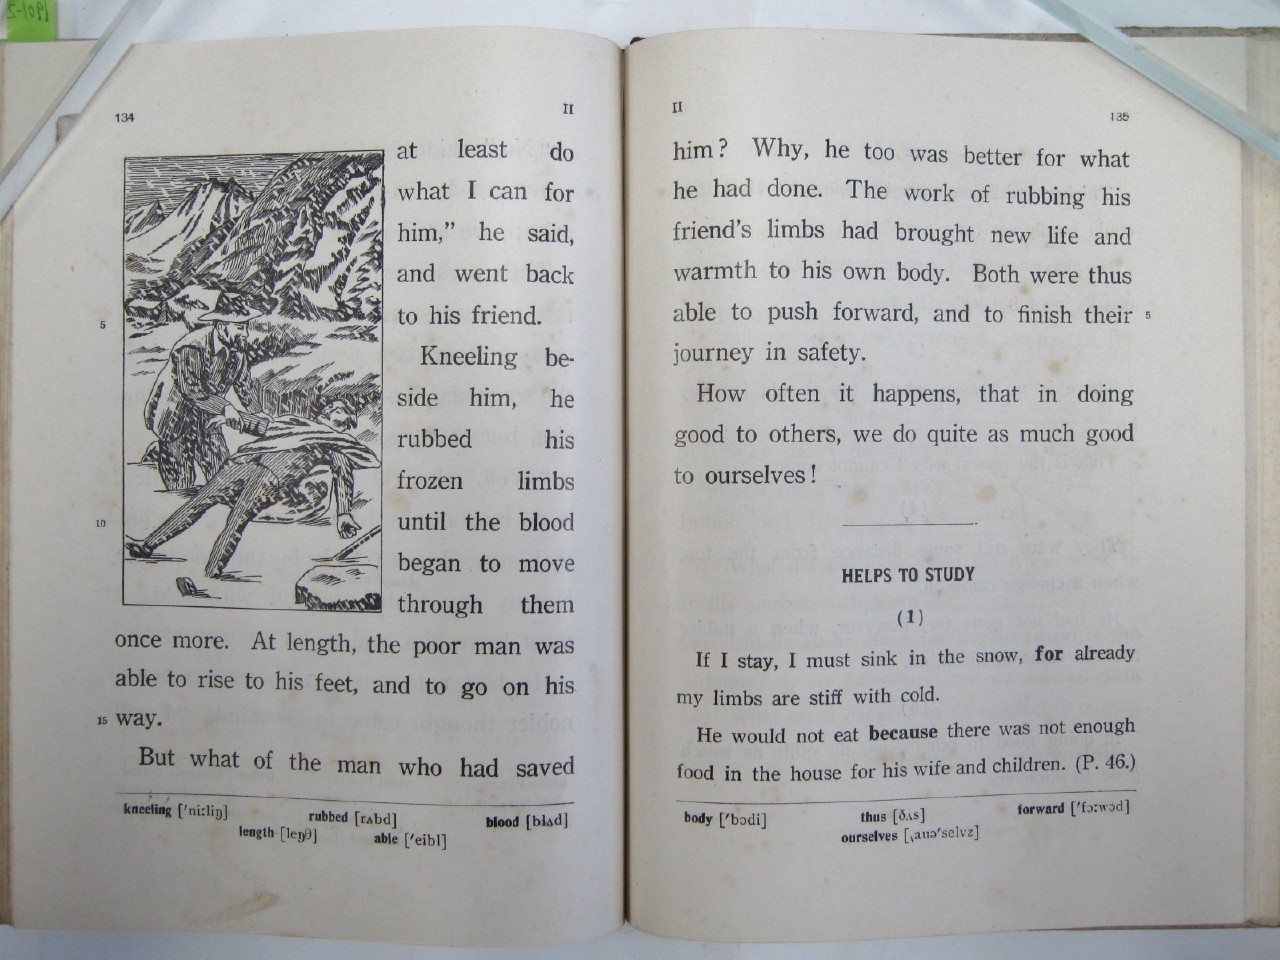 134
II
at least do
what I can for
him,” he said,
and went back
5
to his friend.
Kneeling be-
side him, he
rubbed his
frozen limbs
10
until the blood
began to move
through them
once more. At length, the poor man was
able to rise to his feet, and to go on his
15 way.
But what of the man who had saved
kneeling ['niːliŋ] rubbed [rʌbd] blood [blʌd]
length [leŋθ] able ['eibl]
II
135
him? Why, he too was better for what
he had done. The work of rubbing his
friend's limbs had brought new life and
warmth to his own body. Both were thus
able to push forward, and to finish their 5
journey in safety.
How often it happens, that in doing
good to others, we do quite as much good
to ourselves!
HELPS TO STUDY
(1)
If I stay, I must sink in the snow, for already
my limbs are stiff with cold.
He would not eat because there was not enough
food in the house for his wife and children. (P. 46.)
body ['bɔdi] thus [ðʌs] forward ['fɔːwəd]
ourselves [ˌauə'selvz]